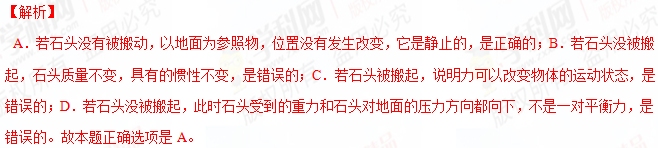 【解析】
A．若石头没有被搬动，以地面为参照物，位置没有发生改变，它是静止的，是正确的；B．若石头没被搬
起，石头质量不变，具有的惯性不变，是错误的；C．若石头被搬起，说明力可以改变物体的运动状态，是
错误的；D．若石头没被搬起，此时石头受到的重力和石头对地面的压力方向都向下，不是一对平衡力，是
错误的。故本题正确选项是 A。